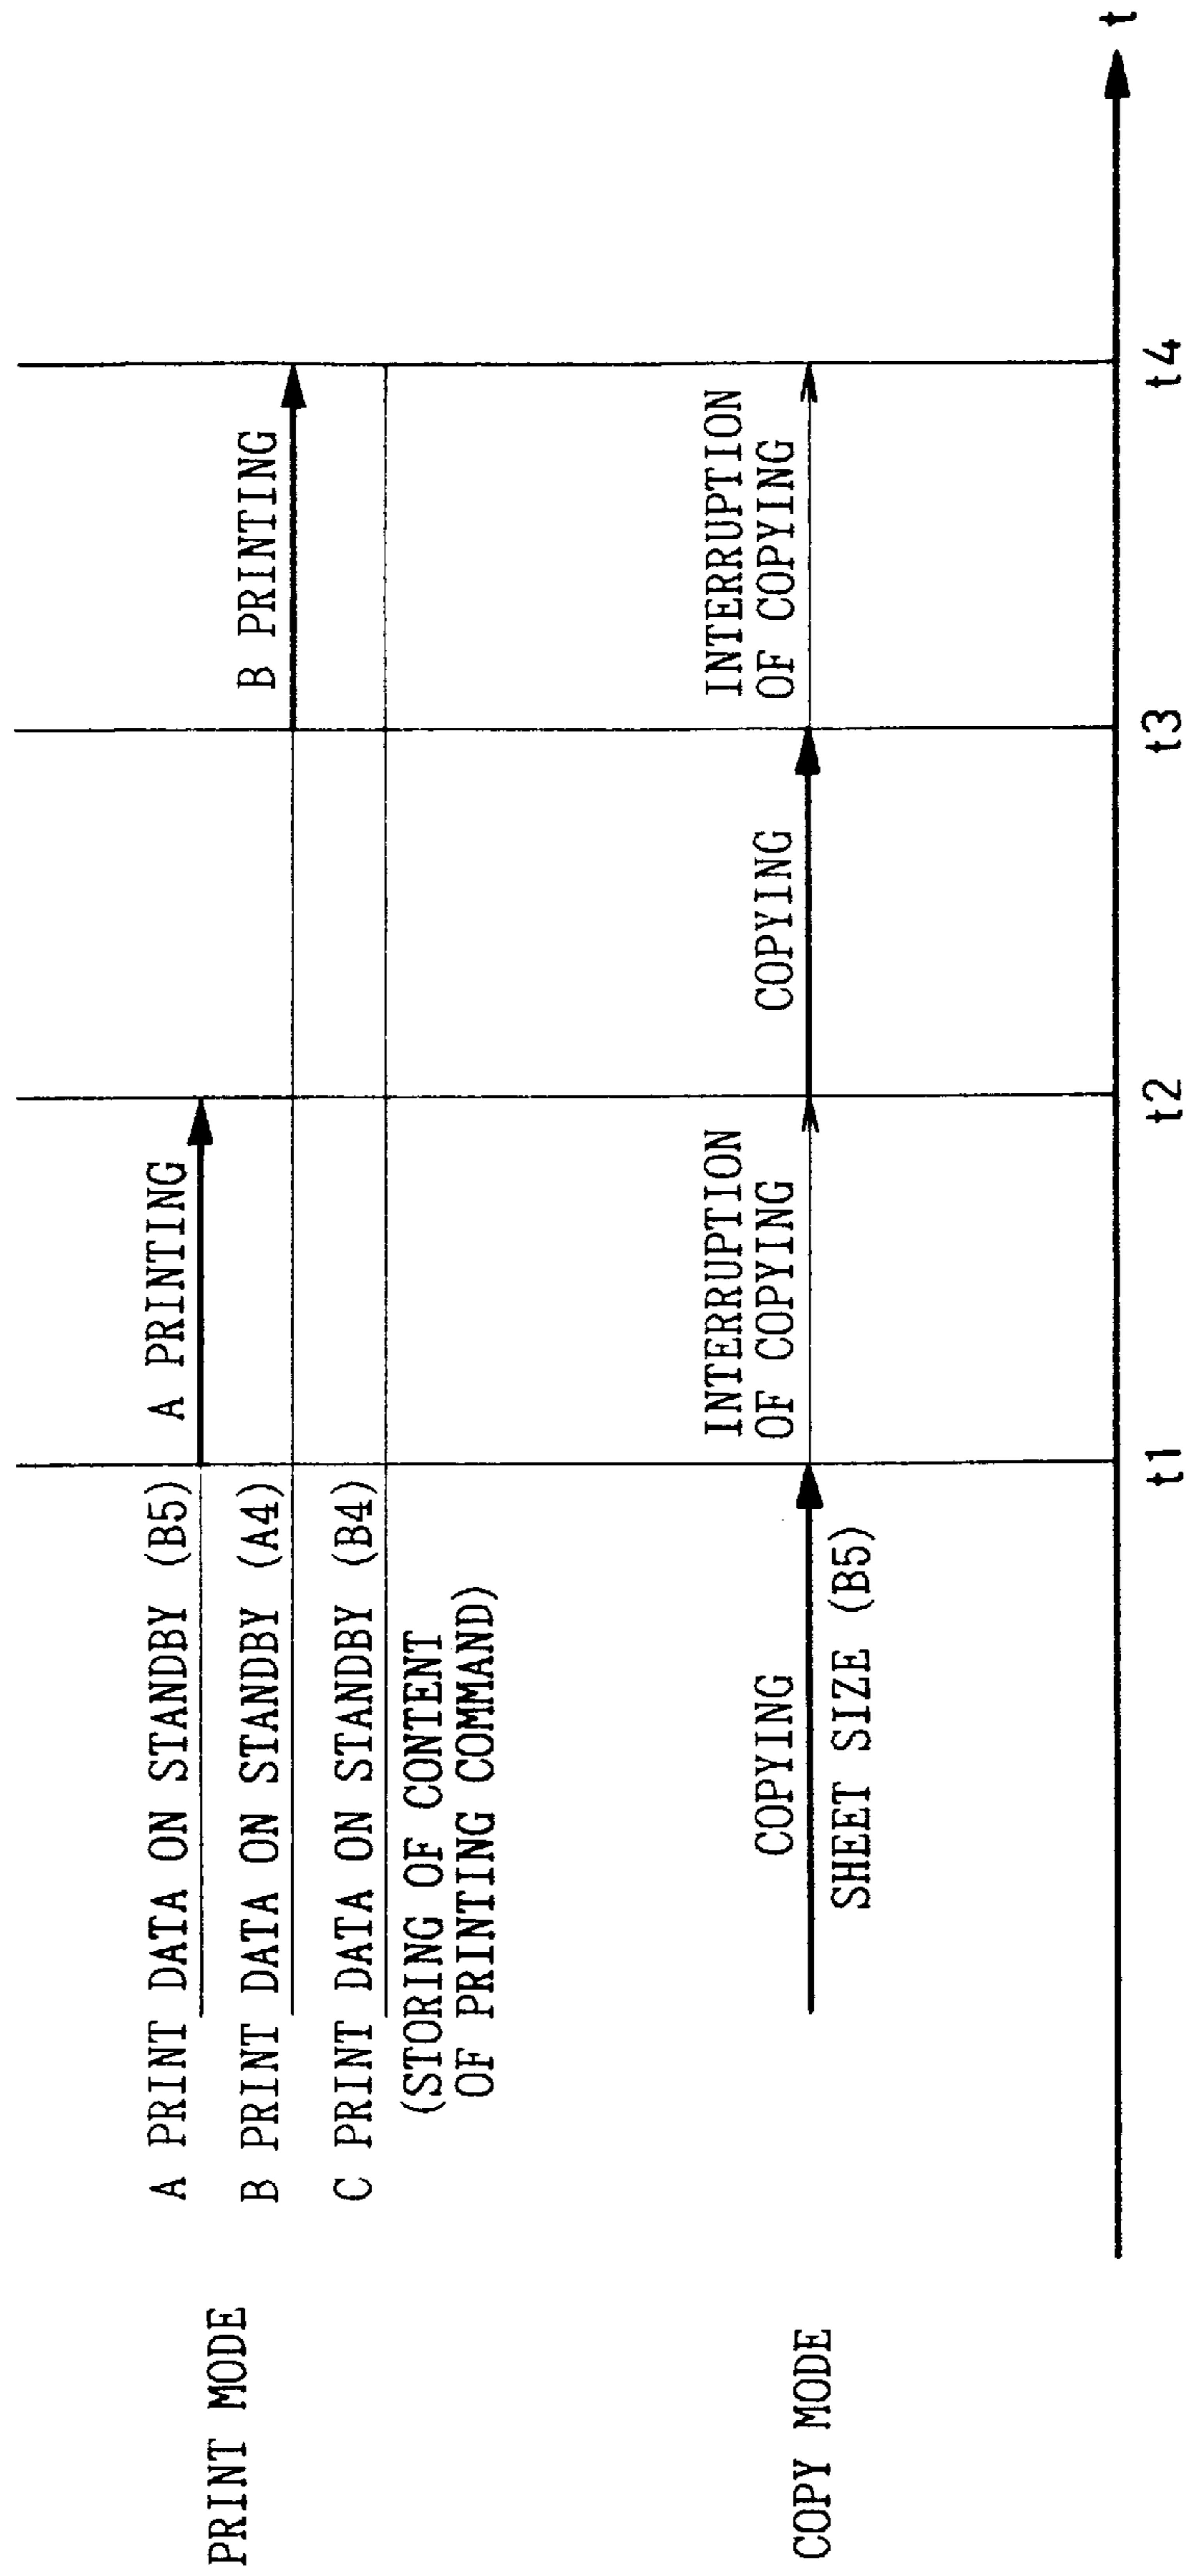 PRINT MODE
A PRINT DATA ON STANDBY (B5)
A PRINTING
B PRINT DATA ON STANDBY (A4)
B PRINTING
C PRINT DATA ON STANDBY (B4)
(STORING OF CONTENT
OF PRINTING COMMAND)
COPY MODE
COPYING
SHEET SIZE (B5)
INTERRUPTION
OF COPYING
COPYING
INTERRUPTION
OF COPYING
t1
t2
t3
t4
t